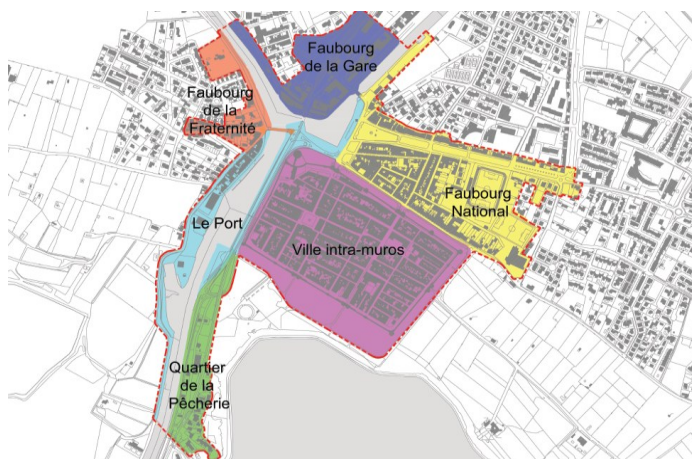 Faubourg
de la Gare
Faubourg
de la
Fraternité
Faubourg
National
Le Port
Ville intra-muros
Quartier
de la
Pêcherie